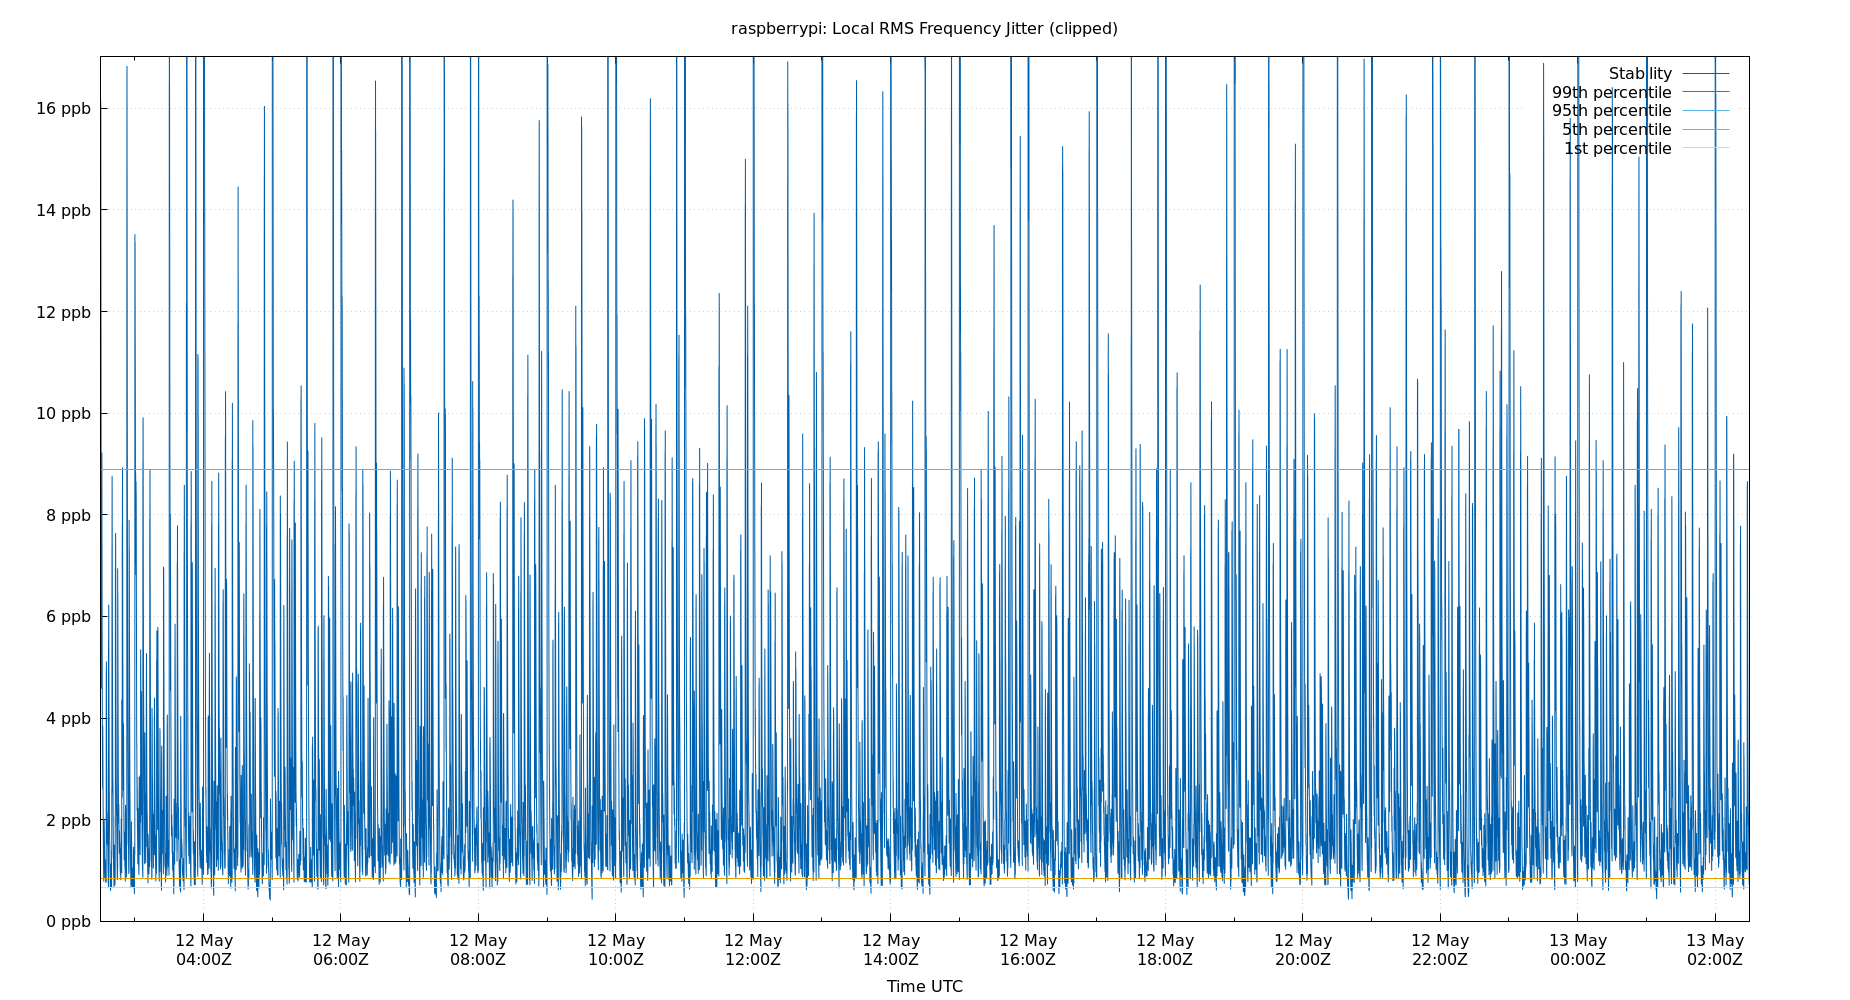 raspberrypi: Local RMS Frequency Jitter (clipped)
Stability
99th percentile
95th percentile
5th percentile
1st percentile
16 ppb
14 ppb
12 ppb
10 ppb
8 ppb
6 ppb
4 ppb
2 ppb
0 ppb
12 May 12 May 12 May 12 May 12 May 12 May 12 May 12 May 12 May 12 May 13 May 13 May
04:00Z 06:00Z 08:00Z 10:00Z 12:00Z 14:00Z 16:00Z 18:00Z 20:00Z 22:00Z 00:00Z 02:00Z
Time UTC